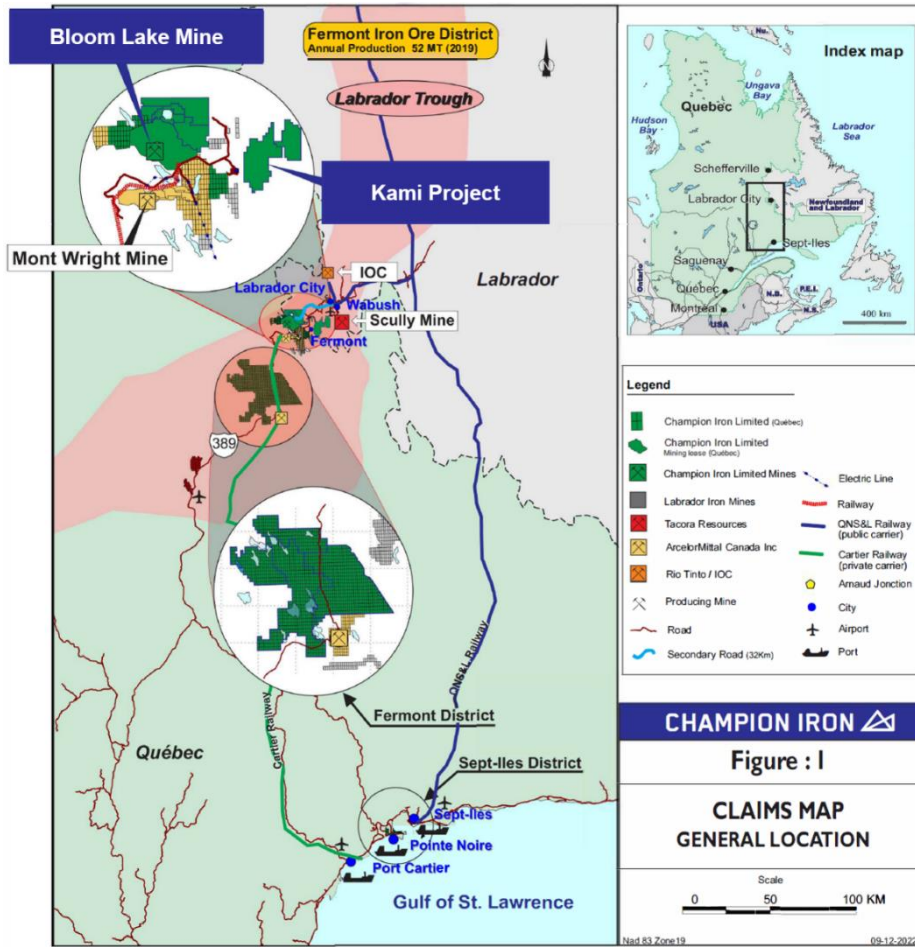 Bloom Lake Mine
Fermont Iron Ore District
Annual Production 52 MT (2019)
Labrador Trough
Kami Project
Mont Wright Mine
IOC
Labrador City
Wabush
Labrador
Scully Mine
Fermont
389
QNS&L Railway
Cartier Railway
Fermont District
Québec
Sept-Iles District
Sept-Iles
Pointe Noire
Port Cartier
Gulf of St. Lawrence
Nu.
Index map
Ungava
Bay
Quebec
Hudson
Bay
Labrador
Sea
Schefferville
Labrador City
Newfoundland
and Labrador
Sept-Iles
Saguenay
Ontario
Québec
N.B.
P.E.I.
N.S.
Montreal
USA
400 km
Legend
Champion Iron Limited (Québec)
Champion Iron Limited
Mining lease (Québec)
Champion Iron Limited Mines
Labrador Iron Mines
Tacora Resources
ArcelorMittal Canada Inc
Rio Tinto / IOC
Producing Mine
Road
Secondary Road (32Km)
Electric Line
Railway
QNS&L Railway
(public carrier)
Cartier Railway
(private carrier)
Arnaud Jonction
City
Airport
Port
CHAMPION IRON
Figure : I
CLAIMS MAP
GENERAL LOCATION
Scale
0 50 100 KM
Nad 83 Zone19
09-12-2022